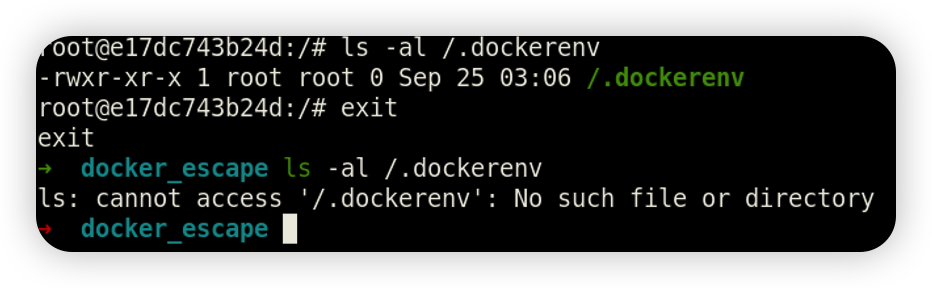 root@e17dc743b24d:/# ls -al /.dockerenv
-rwxr-xr-x 1 root root 0 Sep 25 03:06 /.dockerenv
root@e17dc743b24d:/# exit
exit
→ docker_escape ls -al /.dockerenv
ls: cannot access '/.dockerenv': No such file or directory
→ docker_escape